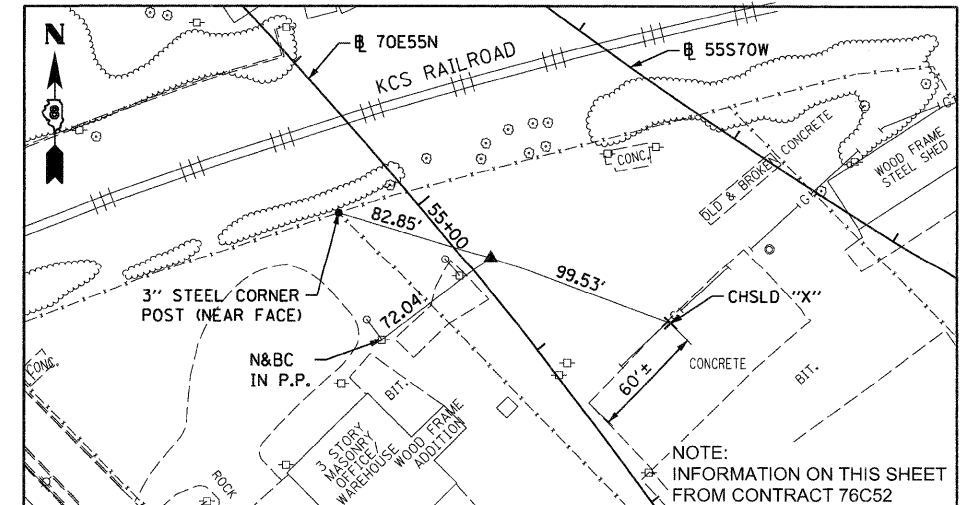 N
8
℄ 70E55N
KCS RAILROAD
℄ 55S70W
CONC.
OLD & BROKEN CONCRETE
WOOD FRAME
STEEL SHED
G
G
82.85'
55+00
99.53'
72.04'
3" STEEL CORNER
POST (NEAR FACE)
CHSLD "X"
N&BC
IN P.P.
CONC.
60'±
CONCRETE
BIT.
BIT.
3 STORY
MASONRY
OFFICE/
WAREHOUSE
WOOD FRAME
ADDITION
ROCK
NOTE:
INFORMATION ON THIS SHEET
FROM CONTRACT 76C52